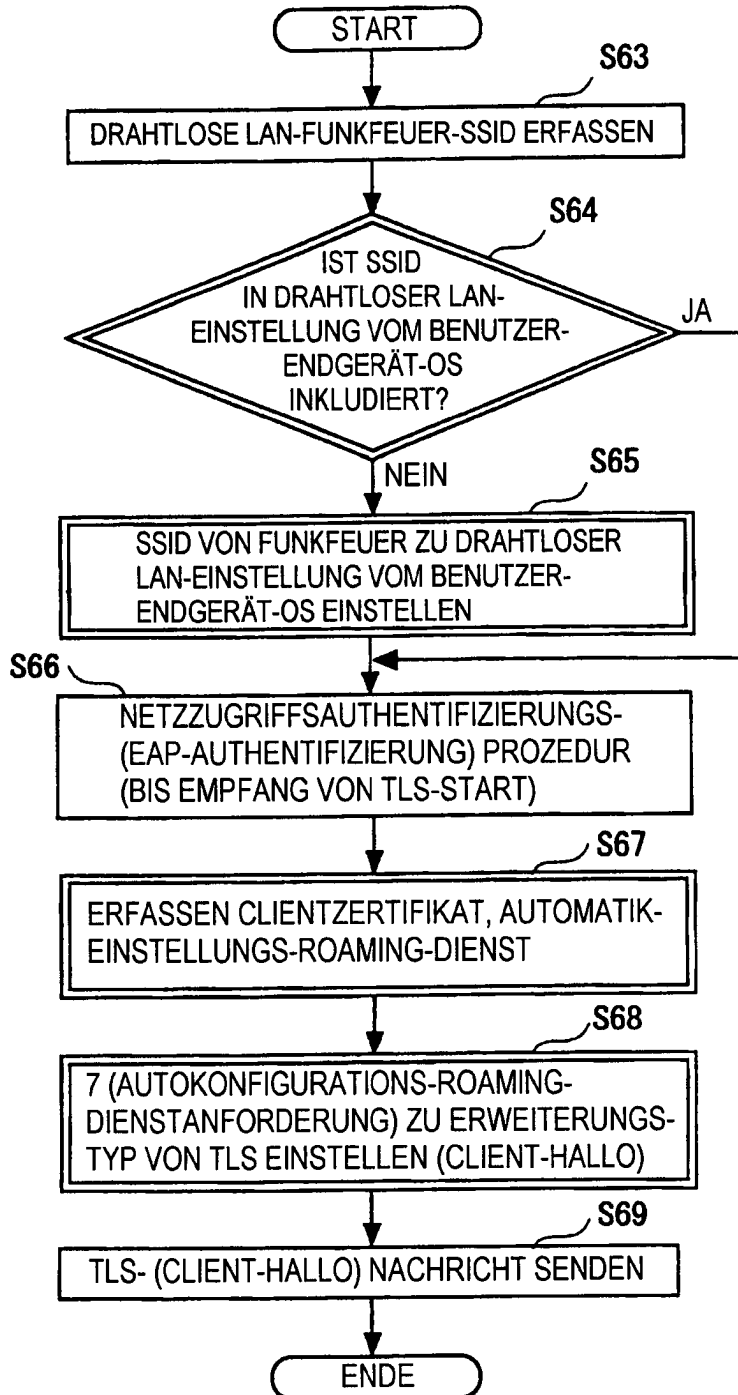 START
S63
DRAHTLOSE LAN-FUNKFEUER-SSID ERFASSEN
S64
IST SSID
IN DRAHTLOSER LAN-
EINSTELLUNG VOM BENUTZER-
ENDGERÄT-OS
INKLUDIERT?
JA
NEIN
S65
SSID VON FUNKFEUER ZU DRAHTLOSER
LAN-EINSTELLUNG VOM BENUTZER-
ENDGERÄT-OS EINSTELLEN
S66
NETZZUGRIFFSAUTHENTIFIZIERUNGS-
(EAP-AUTHENTIFIZIERUNG) PROZEDUR
(BIS EMPFANG VON TLS-START)
S67
ERFASSEN CLIENTZERTIFIKAT, AUTOMATIK-
EINSTELLUNGS-ROAMING-DIENST
S68
7 (AUTOKONFIGURATIONS-ROAMING-
DIENSTANFORDERUNG) ZU ERWEITERUNGS-
TYP VON TLS EINSTELLEN (CLIENT-HALLO)
S69
TLS- (CLIENT-HALLO) NACHRICHT SENDEN
ENDE